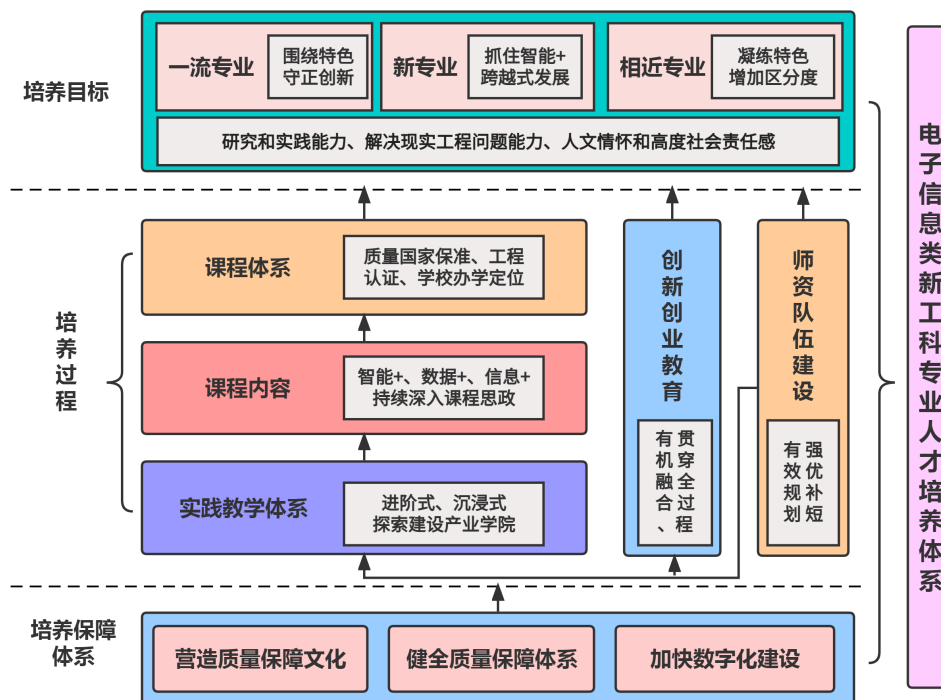 培养目标
一流专业
围绕特色
守正创新
新专业
抓住智能+
跨越式发展
相近专业
凝练特色
增加区分度
研究和实践能力、解决现实工程问题能力、人文情怀和高度社会责任感
培养过程
课程体系
质量国家保准、工程
认证、学校办学定位
课程内容
智能+、数据+、信息+
持续深入课程思政
实践教学体系
进阶式、沉浸式
探索建设产业学院
创新创业教育
有机融合、
贯穿全过程
师资队伍建设
有效规划
强优补短
培养保障
体系
营造质量保障文化
健全质量保障体系
加快数字化建设
电子信息类新工科专业人才培养体系